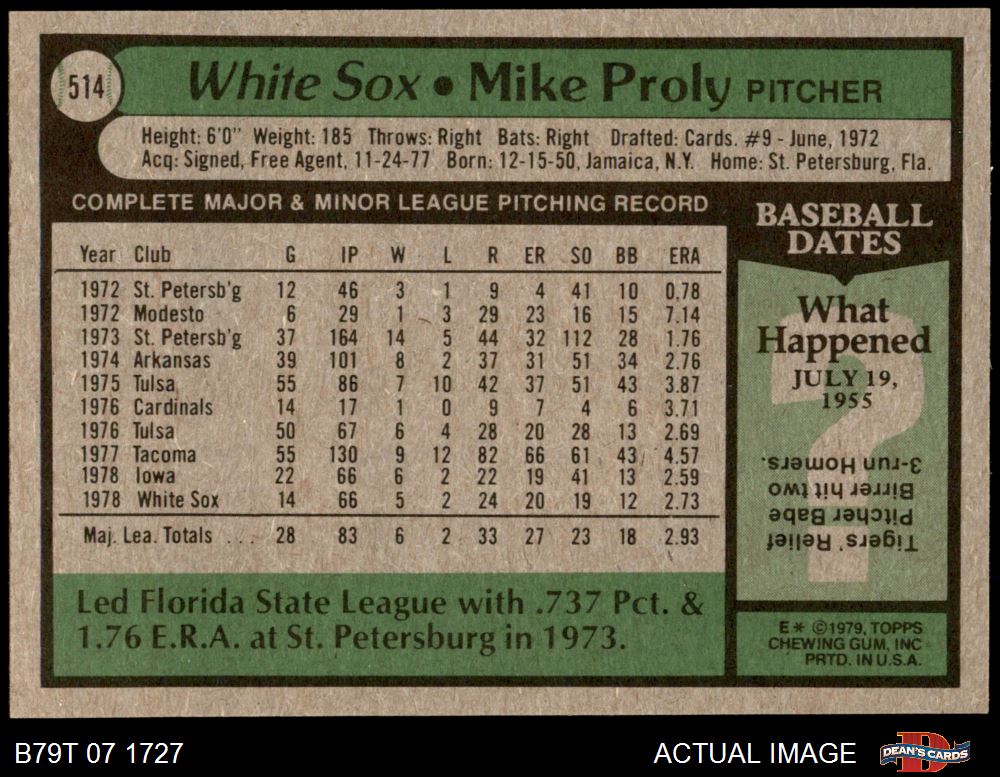 514
White Sox • Mike Proly PITCHER
Height: 6'0" Weight: 185 Throws: Right Bats: Right Drafted: Cards. #9 - June, 1972
Acq: Signed, Free Agent, 11-24-77 Born: 12-15-50, Jamaica, N.Y. Home: St. Petersburg, Fla.
COMPLETE MAJOR & MINOR LEAGUE PITCHING RECORD
Year Club G IP W L R ER SO BB ERA
1972 St. Petersb'g 12 46 3 1 9 4 41 10 0.78
1972 Modesto 6 29 1 3 29 23 16 15 7.14
1973 St. Petersb'g 37 164 14 5 44 32 112 28 1.76
1974 Arkansas 39 101 8 2 37 31 51 34 2.76
1975 Tulsa 55 86 7 10 42 37 51 43 3.87
1976 Cardinals 14 17 1 0 9 7 4 6 3.71
1976 Tulsa 50 67 6 4 28 20 28 13 2.69
1977 Tacoma 55 130 9 12 82 66 61 43 4.57
1978 Iowa 22 66 6 2 22 19 41 13 2.59
1978 White Sox 14 66 5 2 24 20 19 12 2.73
Maj. Lea. Totals ... 28 83 6 2 33 27 23 18 2.93
Led Florida State League with .737 Pct. &
1.76 E.R.A. at St. Petersburg in 1973.
BASEBALL
DATES
What
Happened
JULY 19,
1955
Tigers' Relief
Pitcher Babe
Birrer hit two
3-run Homers.
E* ©1979, TOPPS
CHEWING GUM, INC
PRTD. IN U.S.A.
B79T 07 1727
ACTUAL IMAGE
DEAN'S CARDS